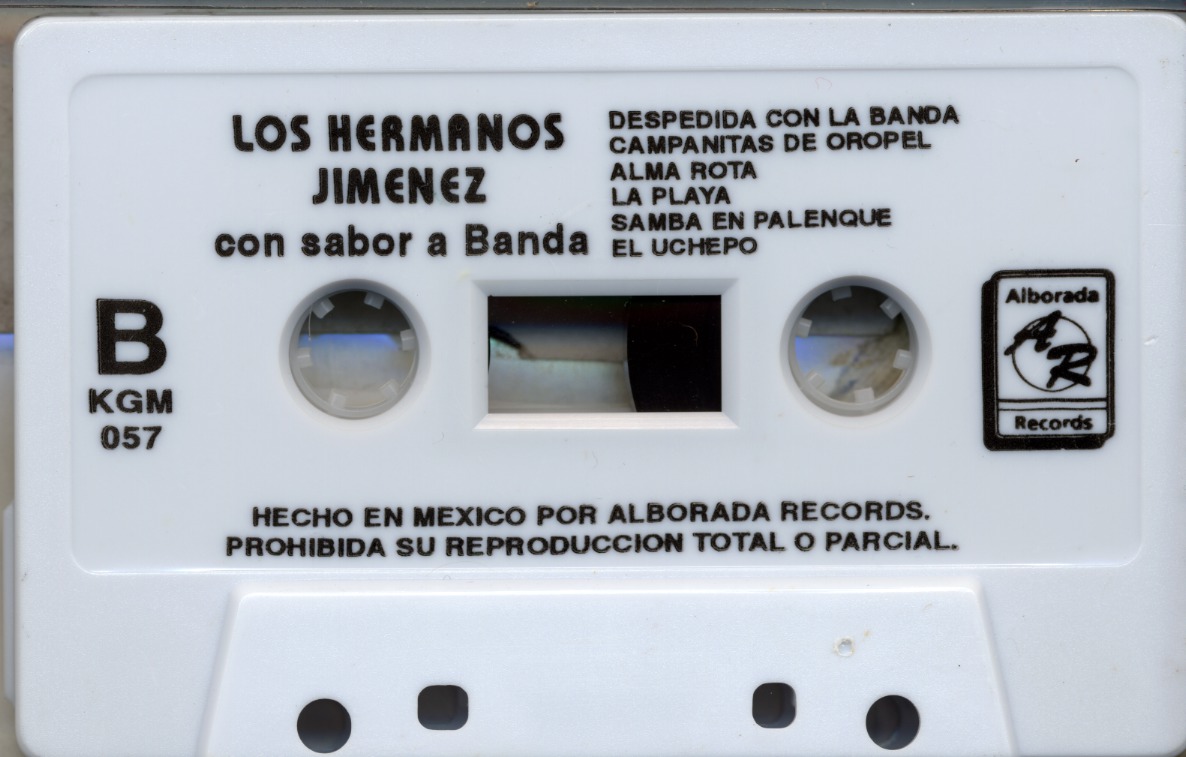 LOS HERMANOS
JIMENEZ
con sabor a Banda
DESPEDIDA CON LA BANDA
CAMPANITAS DE OROPEL
ALMA ROTA
LA PLAYA
SAMBA EN PALENQUE
EL UCHEPO
B
KGM
057
Alborada
AR
Records
HECHO EN MEXICO POR ALBORADA RECORDS.
PROHIBIDA SU REPRODUCCION TOTAL O PARCIAL.